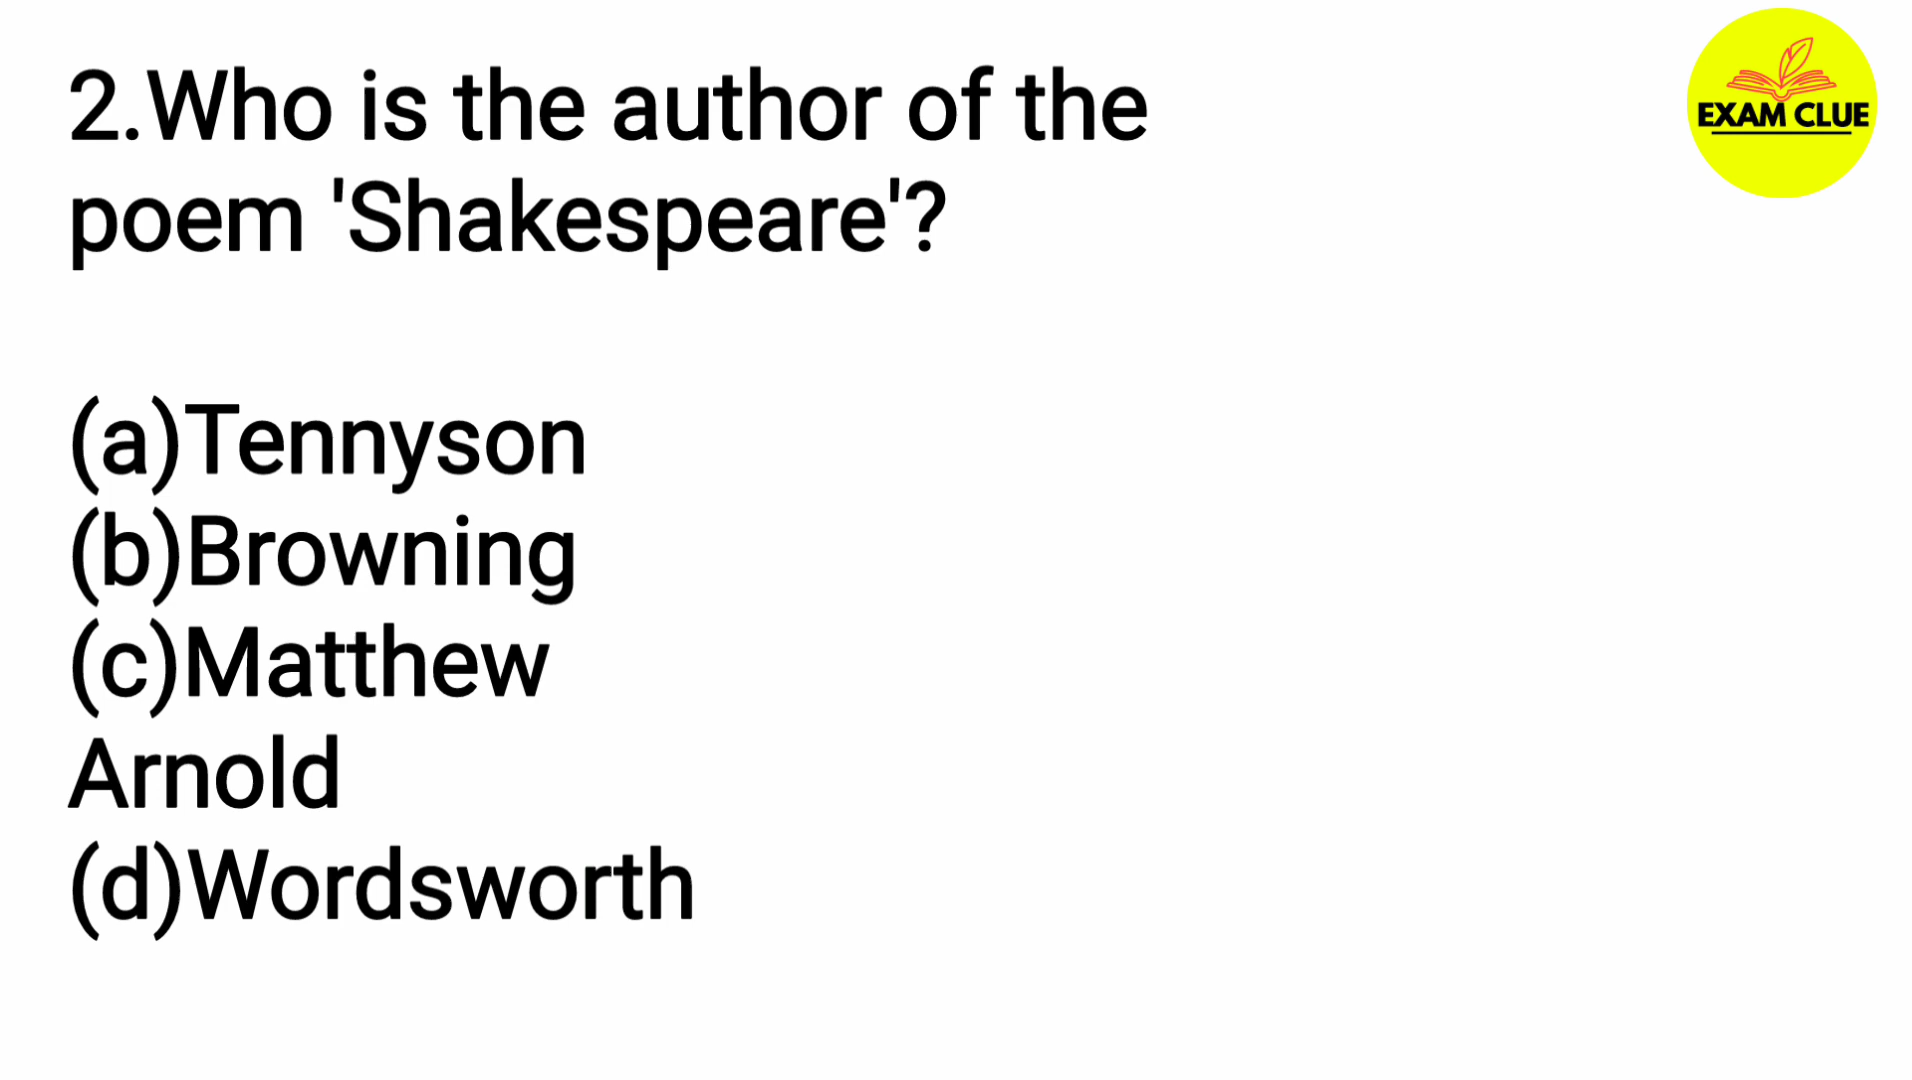 2.Who is the author of the
poem 'Shakespeare'?
(a)Tennyson
(b)Browning
(c)Matthew
Arnold
(d)Wordsworth
EXAM CLUE